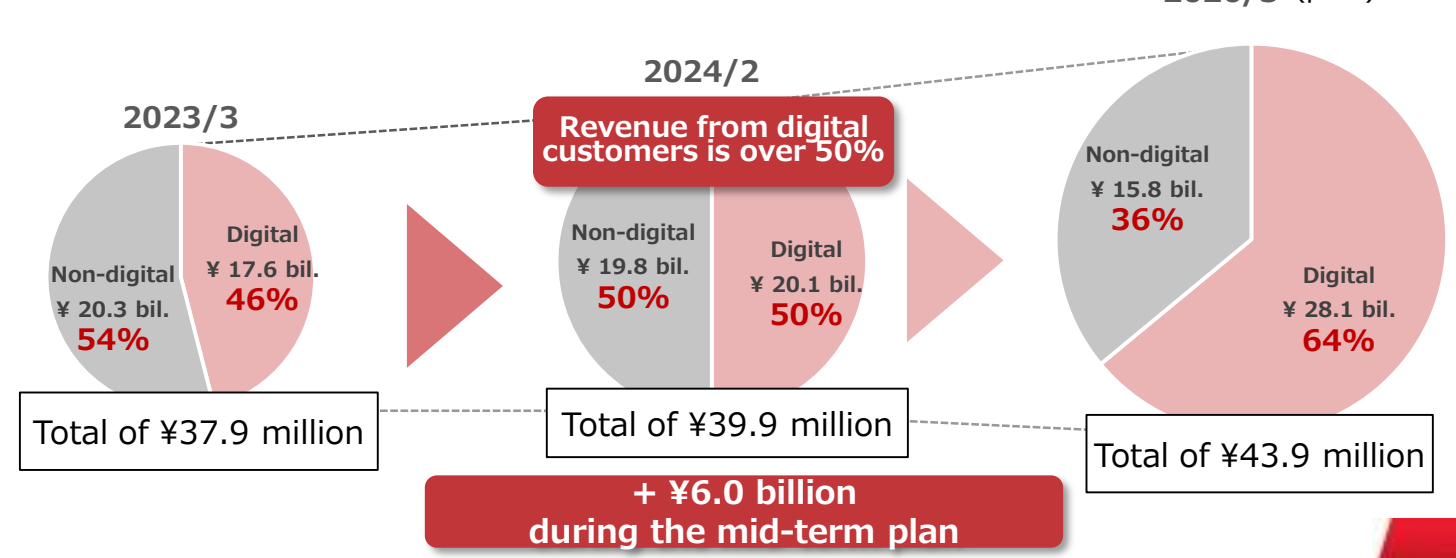 2023/3
Non-digital
¥ 20.3 bil.
54%
Digital
¥ 17.6 bil.
46%
Total of ¥37.9 million
2024/2
Revenue from digital
customers is over 50%
Non-digital
¥ 19.8 bil.
50%
Digital
¥ 20.1 bil.
50%
Total of ¥39.9 million
Non-digital
¥ 15.8 bil.
36%
Digital
¥ 28.1 bil.
64%
Total of ¥43.9 million
+ ¥6.0 billion
during the mid-term plan